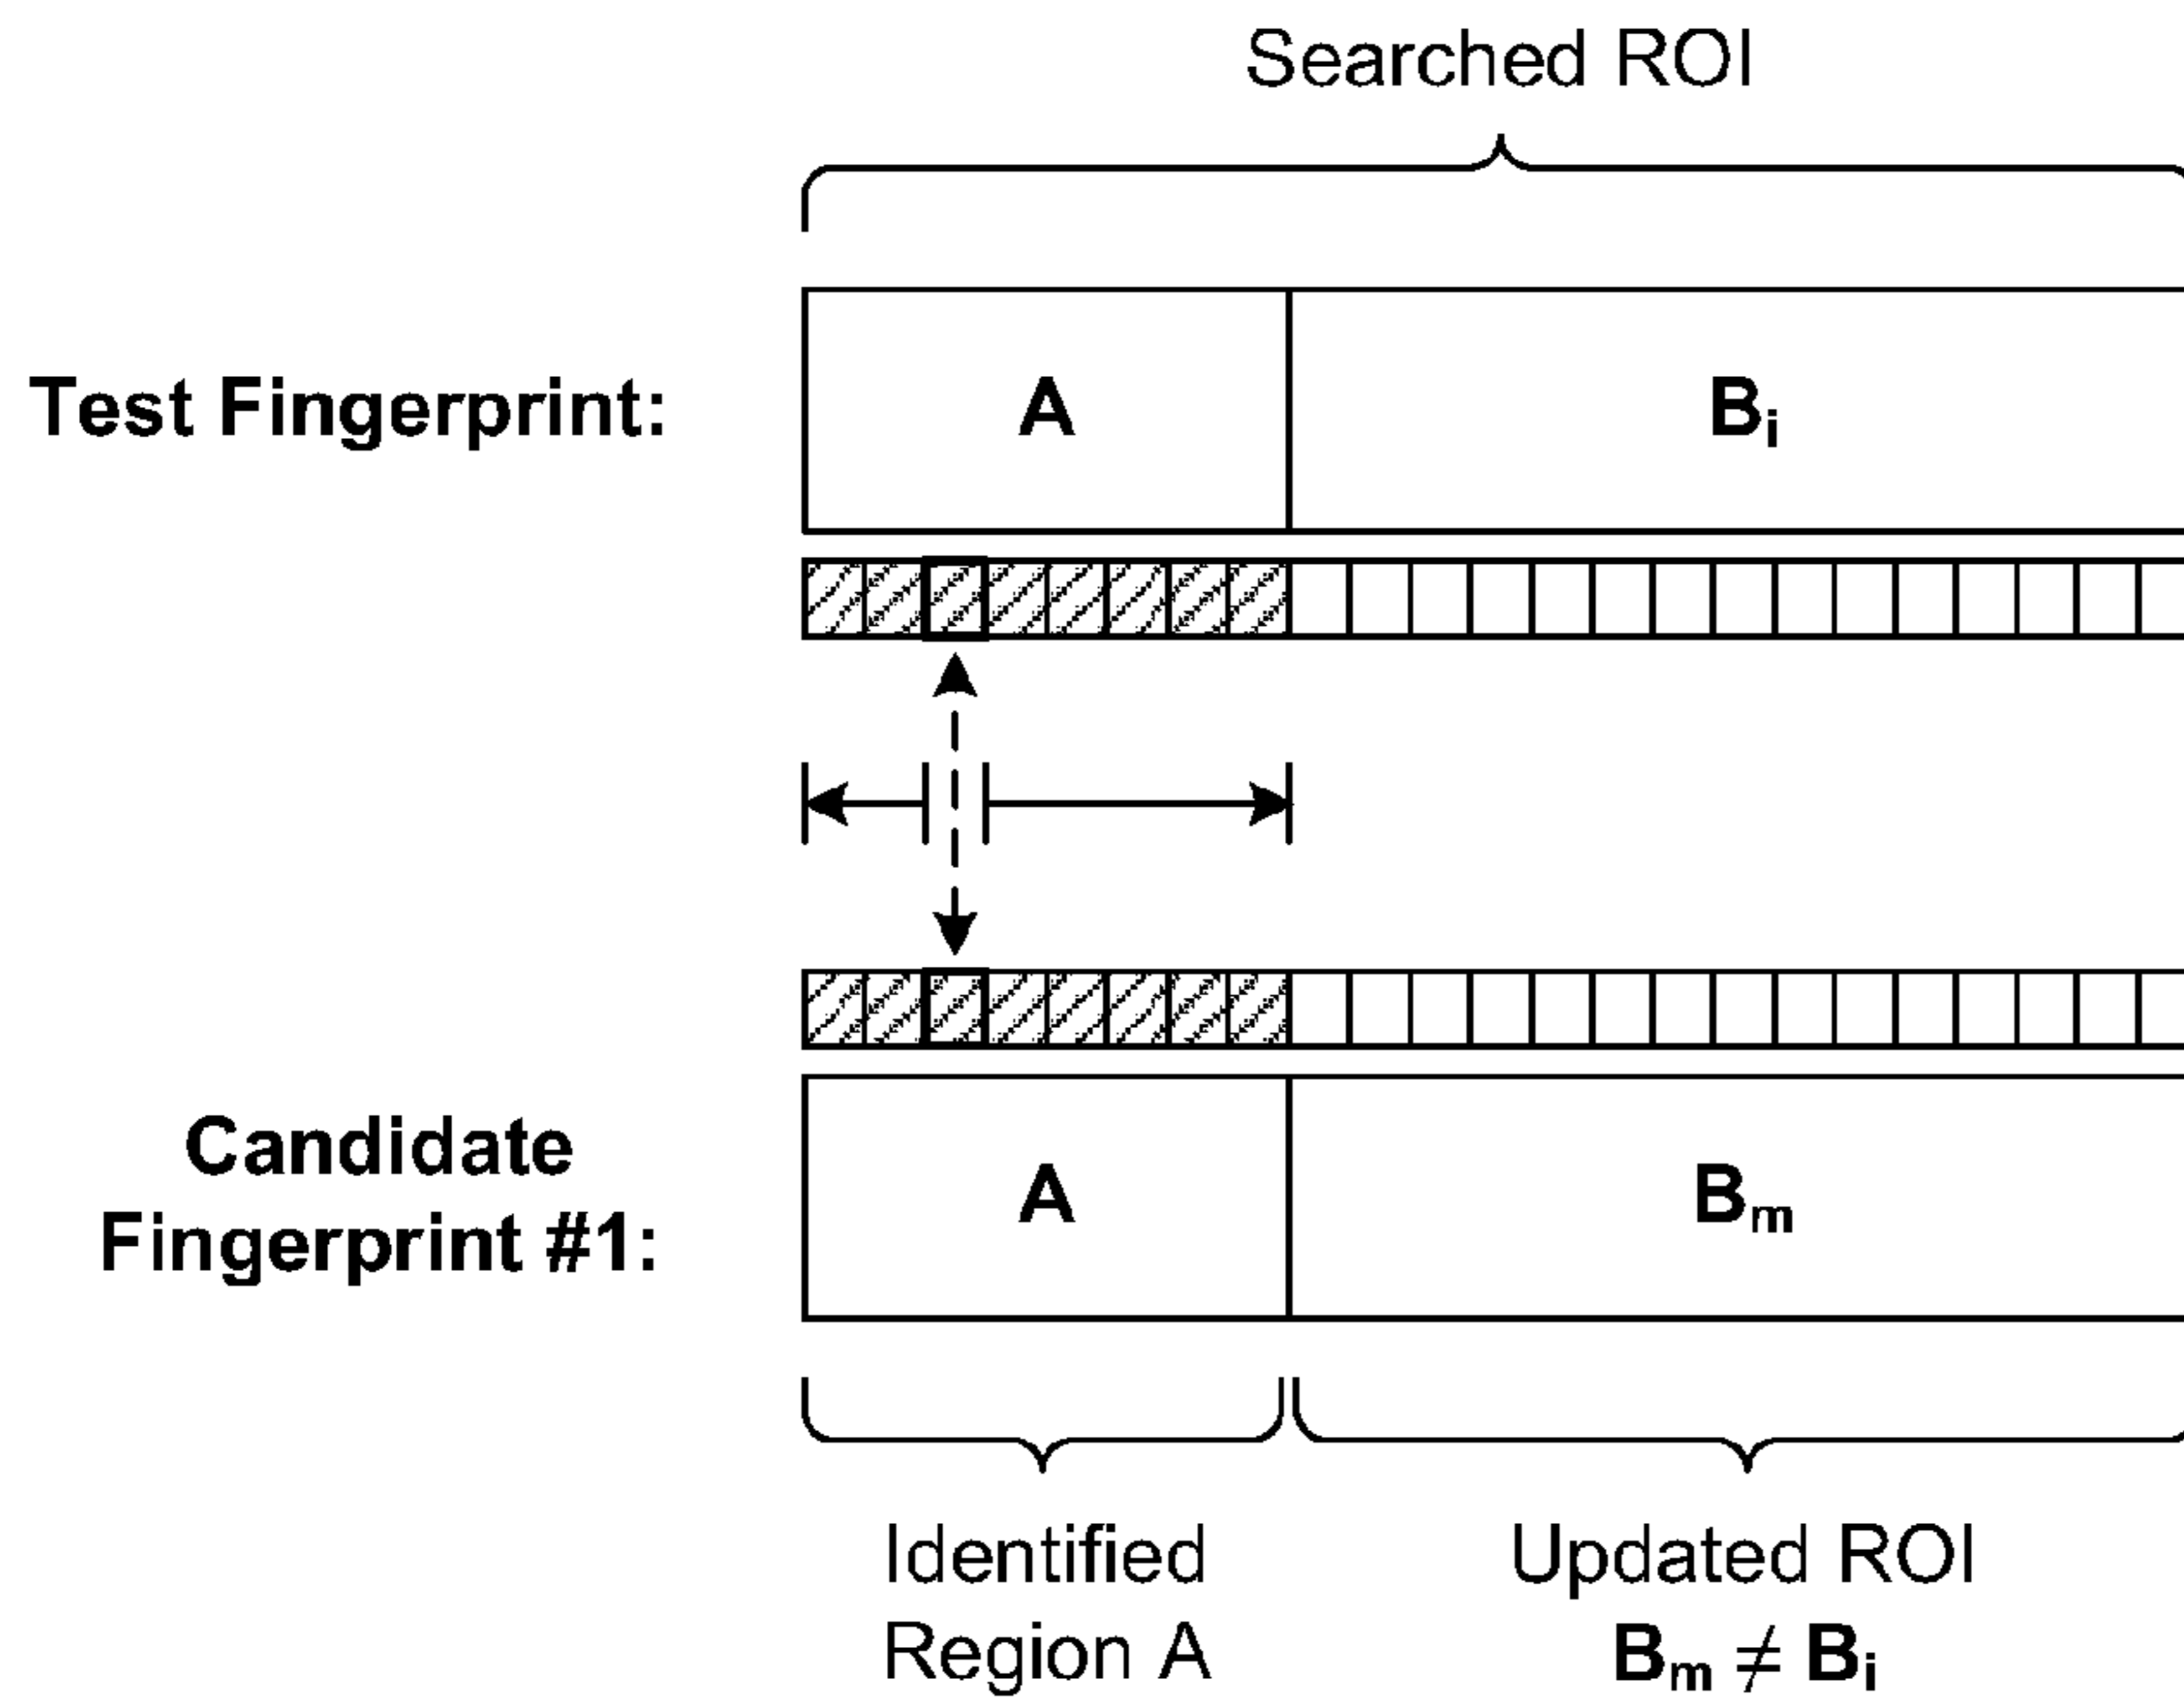 Searched ROI
Test Fingerprint:
A
Bi
Candidate
Fingerprint #1:
A
Bm
Identified
Region A
Updated ROI
Bm ≠ Bi